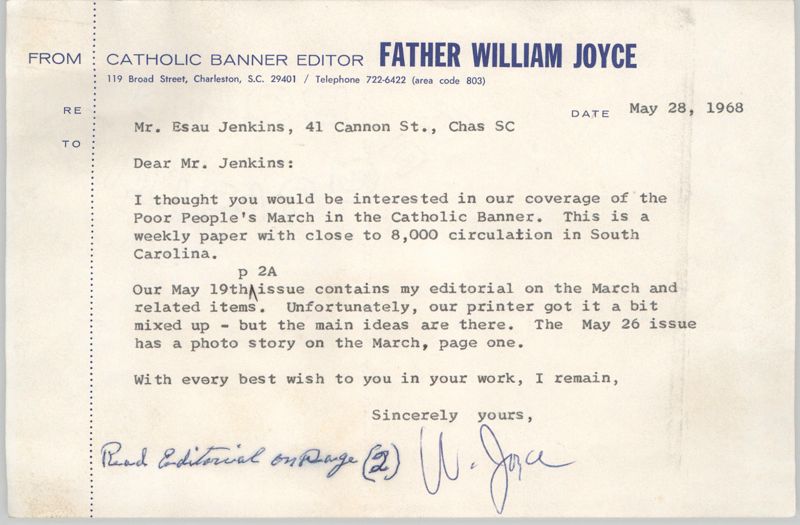 FROM CATHOLIC BANNER EDITOR FATHER WILLIAM JOYCE
119 Broad Street, Charleston, S.C. 29401 / Telephone 722-6422 (area code 803)
RE
DATE May 28, 1968
TO
Mr. Esau Jenkins, 41 Cannon St., Chas SC
Dear Mr. Jenkins:
I thought you would be interested in our coverage of the
Poor People's March in the Catholic Banner. This is a
weekly paper with close to 8,000 circulation in South
Carolina.
p 2A
Our May 19th issue contains my editorial on the March and
related items. Unfortunately, our printer got it a bit
mixed up - but the main ideas are there. The May 26 issue
has a photo story on the March, page one.
With every best wish to you in your work, I remain,
Sincerely yours,
Read Editorial on Page (2) W. Joyce